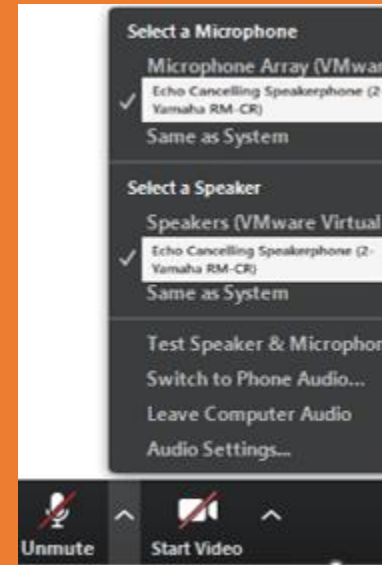 Select a Microphone
Microphone Array (VMwar
Echo Cancelling Speakerphone (2
Yamaha RM-CR)
Same as System
Select a Speaker
Speakers (VMware Virtual
Echo Cancelling Speakerphone (2-
Yamaha RM-CR)
Same as System
Test Speaker & Microphon
Switch to Phone Audio...
Leave Computer Audio
Audio Settings...
Unmute
Start Video